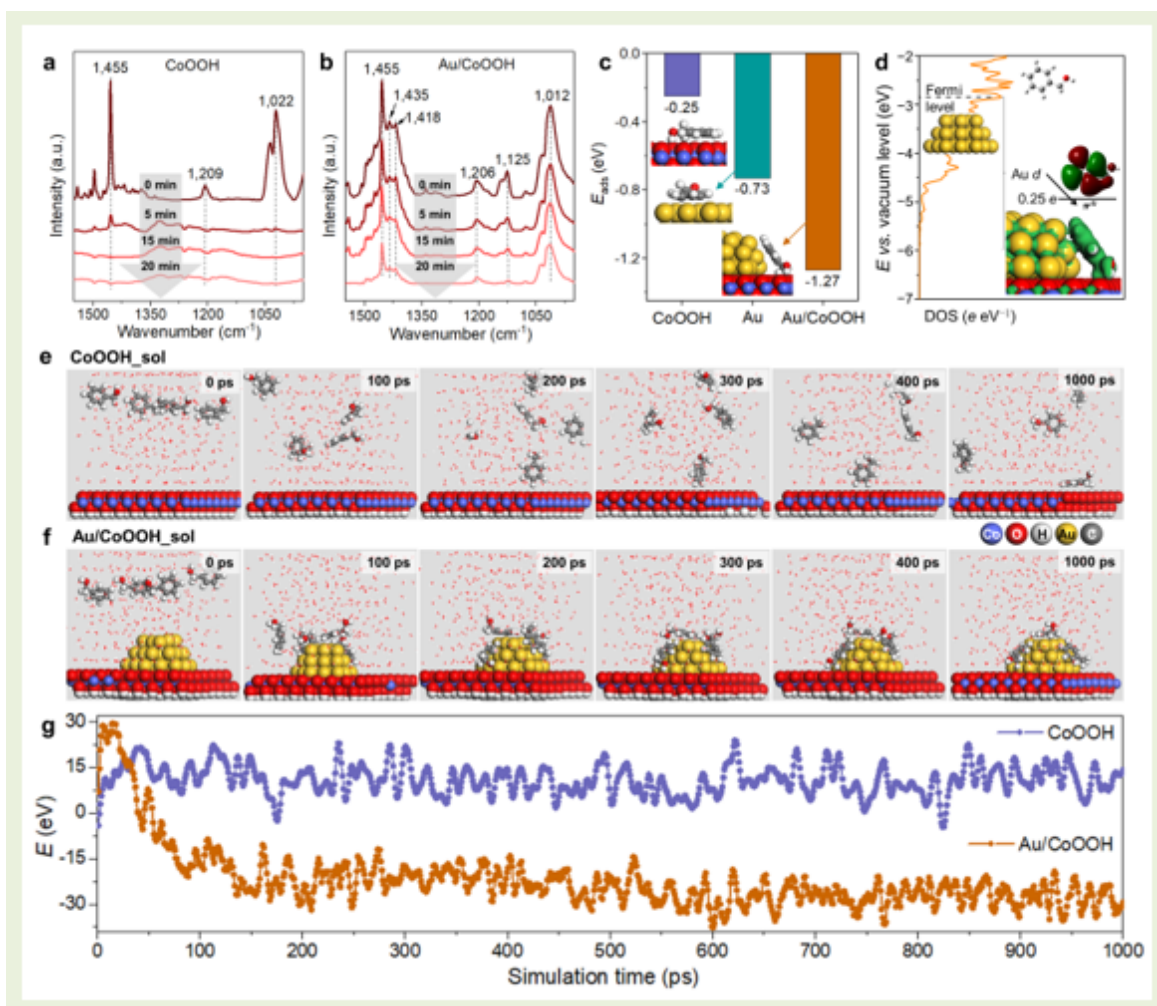 a
CoOOH
1,455
1,022
1,209
0 min
5 min
15 min
20 min
Intensity (a.u.)
1500 1350 1200 1050
Wavenumber (cm⁻¹)
b
Au/CoOOH
1,455
1,435
1,418
1,012
1,206
1,125
0 min
5 min
15 min
20 min
Intensity (a.u.)
1500 1350 1200 1050
Wavenumber (cm⁻¹)
c
0.0
-0.4
-0.8
-1.2
Eads (eV)
-0.25
-0.73
-1.27
CoOOH Au Au/CoOOH
d
-2
-3
-4
-5
-6
-7
E vs. vacuum level (eV)
Fermi
level
Au d
0.25 e
π*
DOS (e eV⁻¹)
e CoOOH_sol
0 ps 100 ps 200 ps 300 ps 400 ps 1000 ps
f Au/CoOOH_sol
Co O H Au C
0 ps 100 ps 200 ps 300 ps 400 ps 1000 ps
g
30
15
0
-15
-30
E (eV)
CoOOH
Au/CoOOH
0 100 200 300 400 500 600 700 800 900 1000
Simulation time (ps)